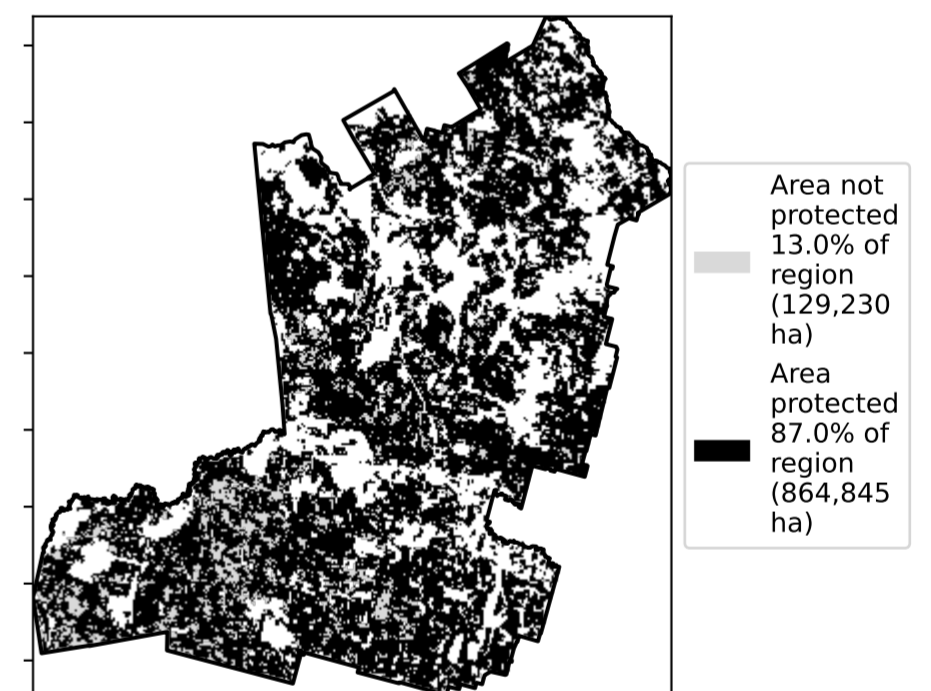 Area not
protected
13.0% of
region
(129,230
ha)
Area
protected
87.0% of
region
(864,845
ha)